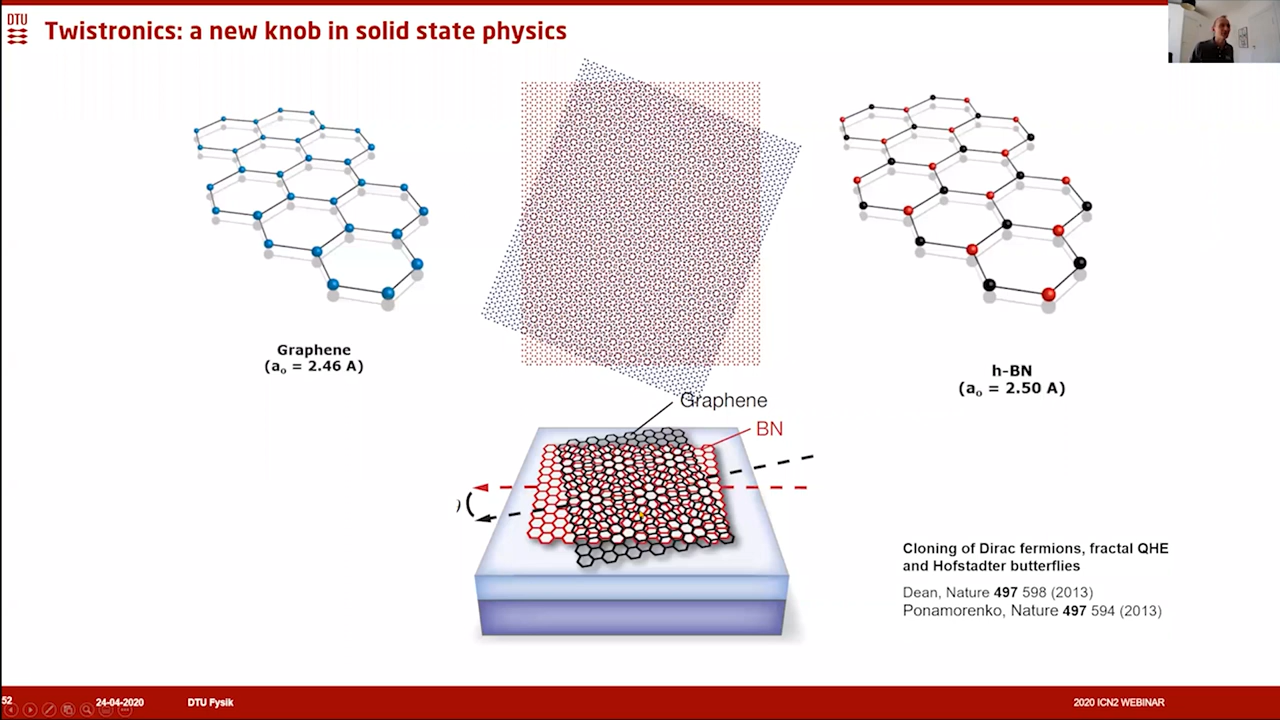 DTU
Twistronics: a new knob in solid state physics
Graphene
(a₀ = 2.46 A)
h-BN
(a₀ = 2.50 A)
Graphene
BN
Cloning of Dirac fermions, fractal QHE
and Hofstadter butterflies
Dean, Nature 497 598 (2013)
Ponamorenko, Nature 497 594 (2013)
52
24-04-2020
DTU Fysik
2020 ICN2 WEBINAR